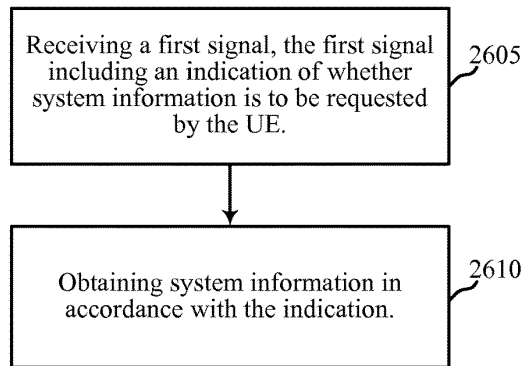 Receiving a first signal, the first signal
including an indication of whether
system information is to be requested
by the UE.
2605
Obtaining system information in
accordance with the indication.
2610